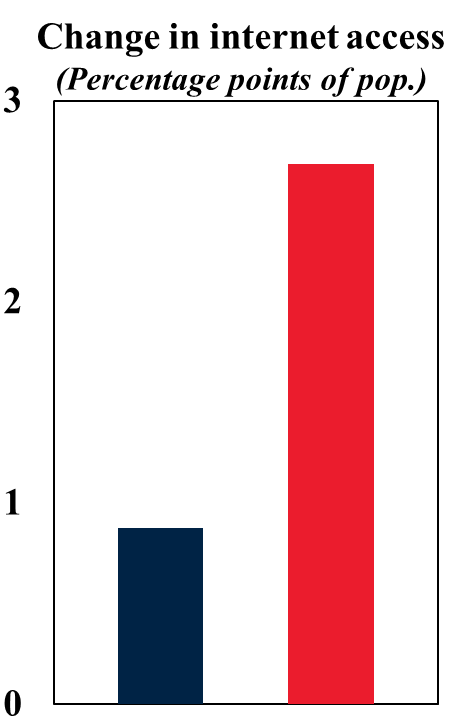 Change in internet access
(Percentage points of pop.)
3
2
1
0